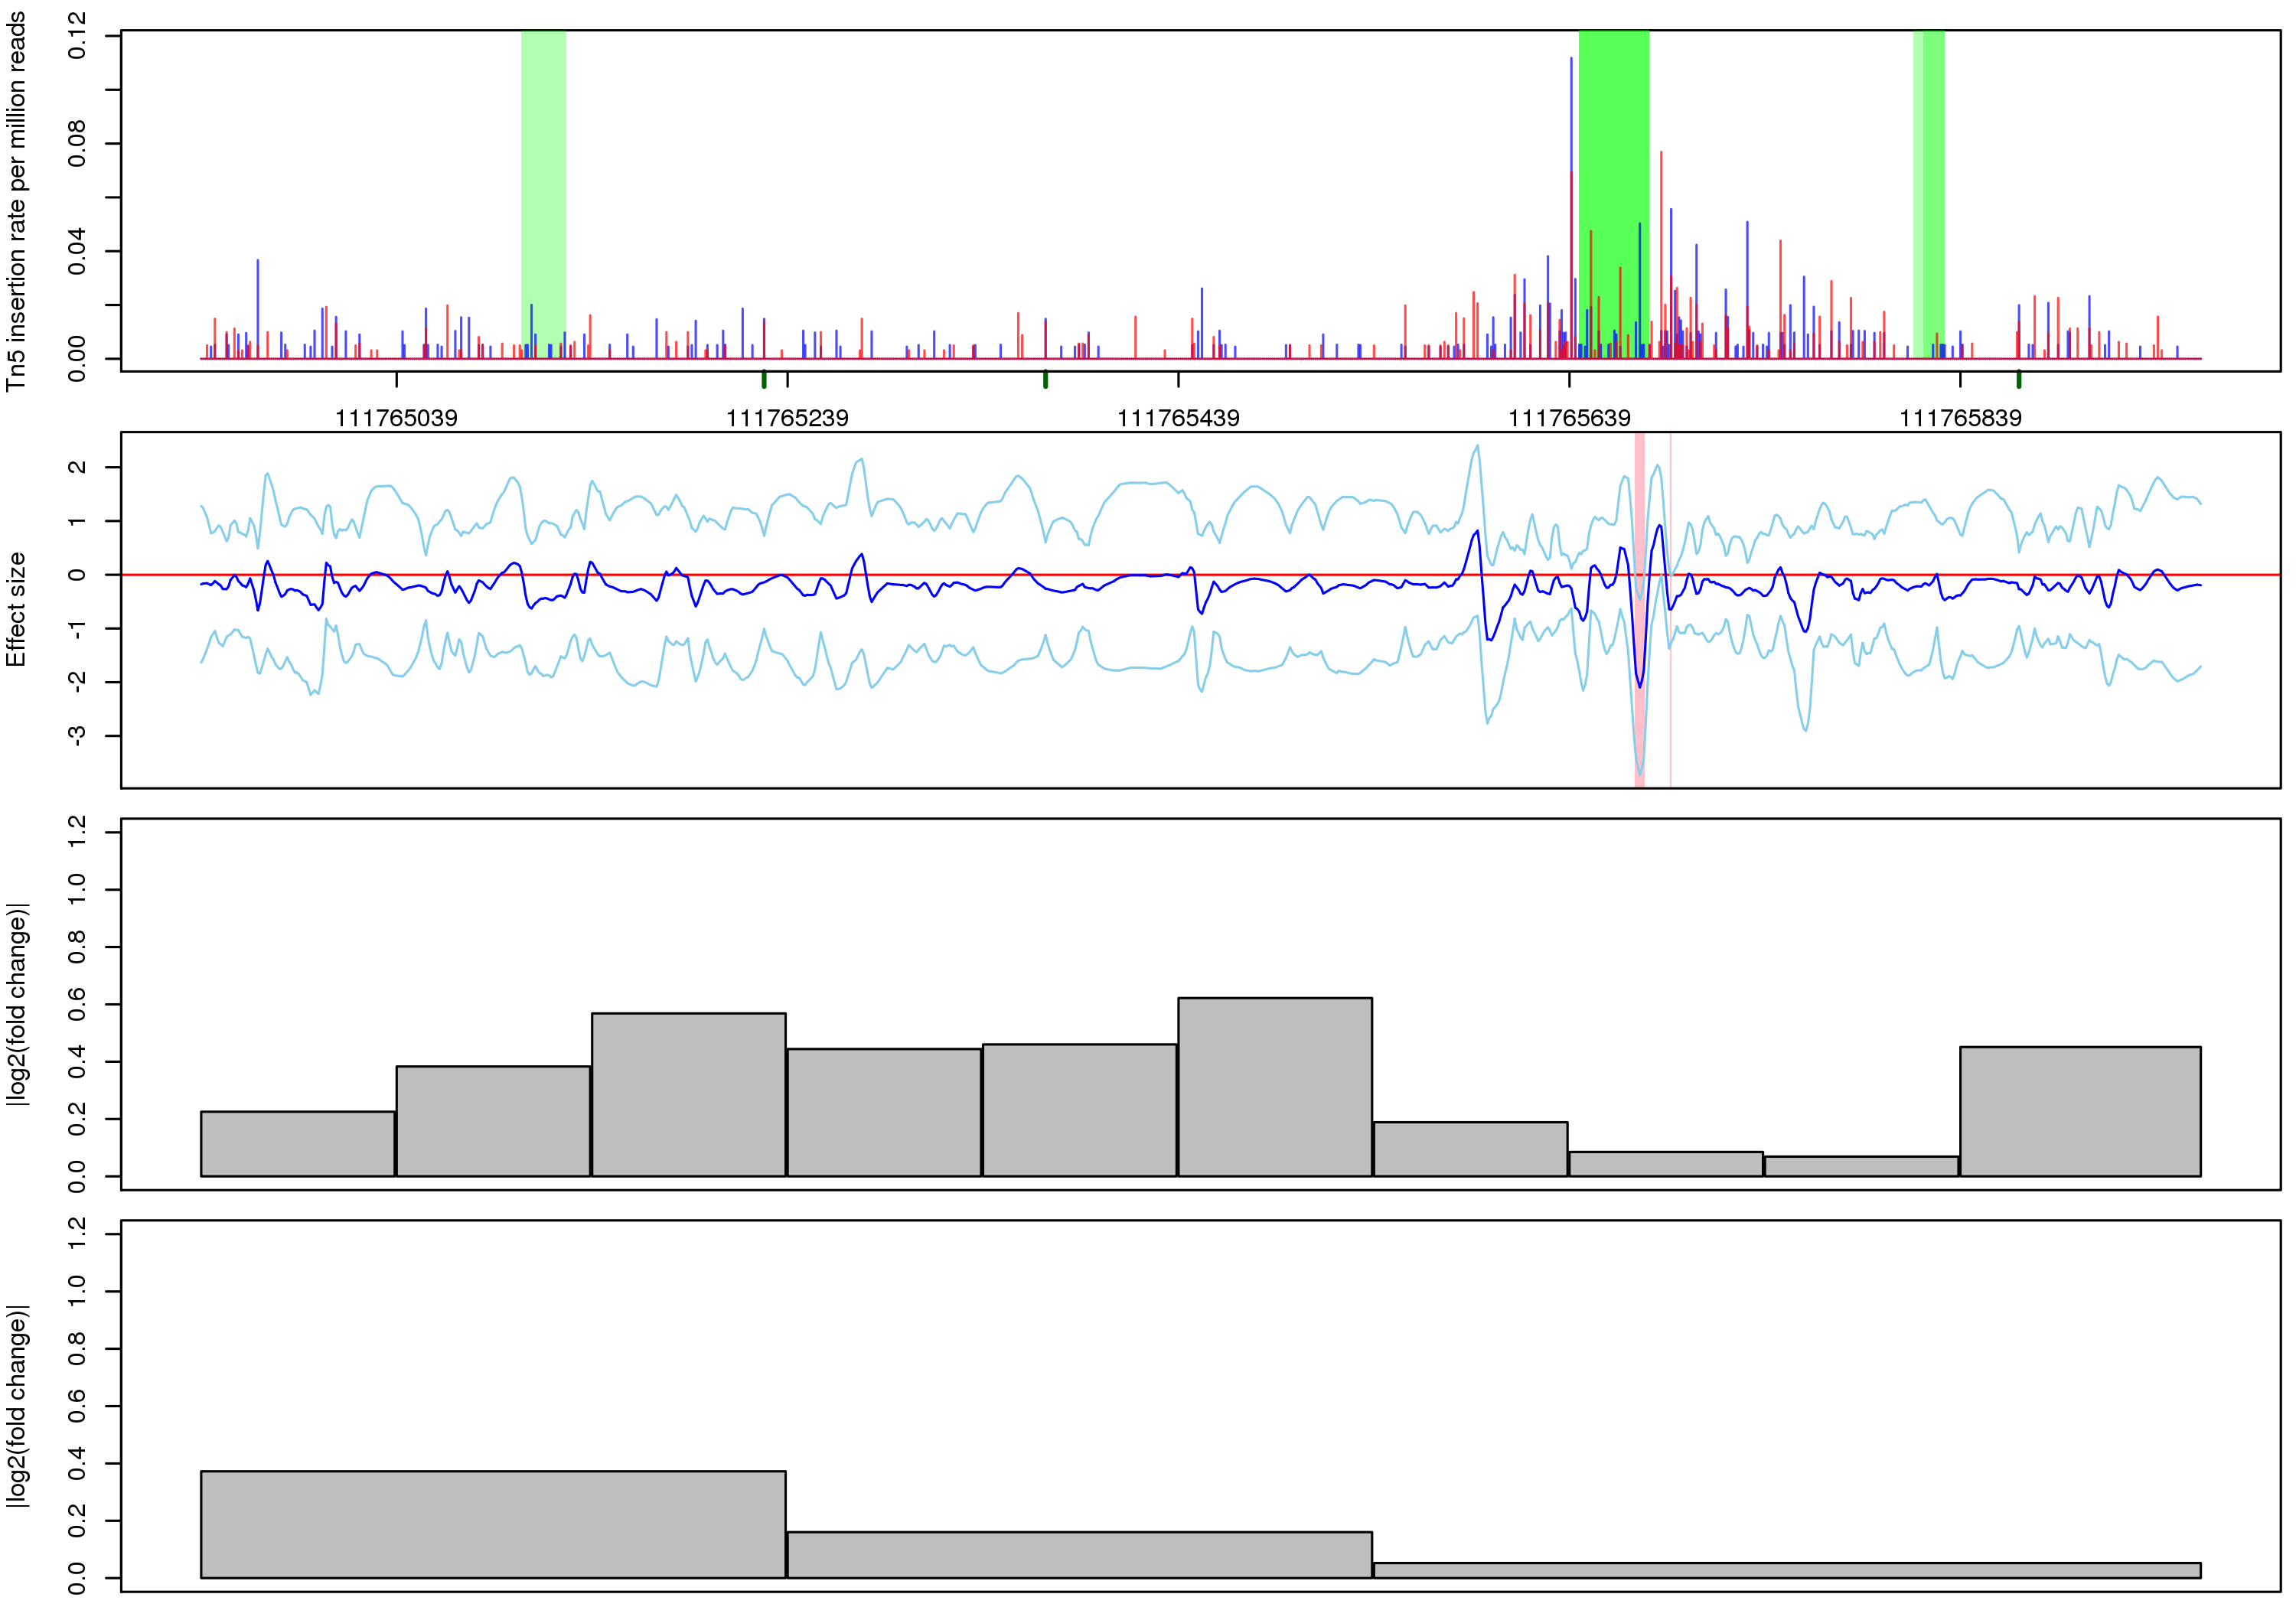 Tn5 insertion rate per million reads
0.00 0.04 0.08 0.12
111765039 111765239 111765439 111765639 111765839
Effect size
-3 -2 -1 0 1 2
|log2(fold change)|
0.0 0.2 0.4 0.6 0.8 1.0 1.2
|log2(fold change)|
0.0 0.2 0.4 0.6 0.8 1.0 1.2